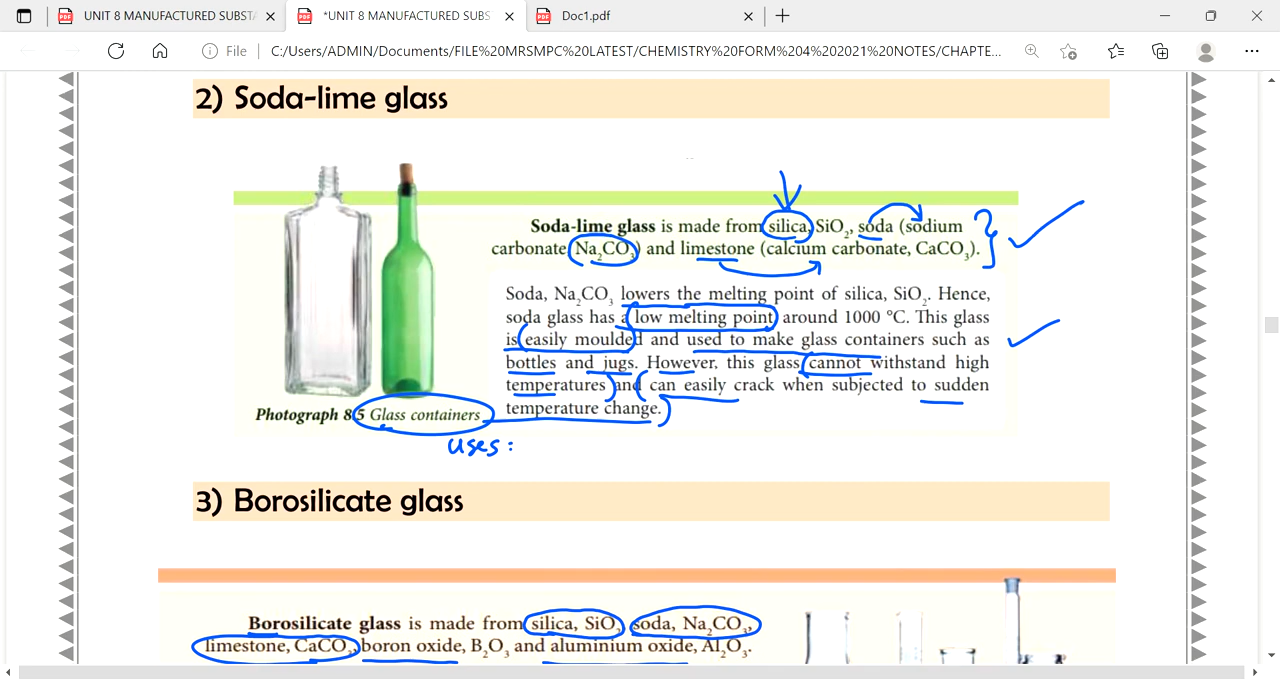 UNIT 8 MANUFACTURED SUBSTA
*UNIT 8 MANUFACTURED SUBS
Doc1.pdf
File
C:/Users/ADMIN/Documents/FILE%20MRSMPC%20LATEST/CHEMISTRY%20FORM%204%202021%20NOTES/CHAPTE...
2) Soda-lime glass
Soda-lime glass is made from silica, SiO₂, soda (sodium
carbonate Na₂CO₃) and limestone (calcium carbonate, CaCO₃).
Soda, Na₂CO₃ lowers the melting point of silica, SiO₂. Hence,
soda glass has a low melting point around 1000 °C. This glass
is easily moulded and used to make glass containers such as
bottles and jugs. However, this glass cannot withstand high
temperatures and can easily crack when subjected to sudden
temperature change.
Photograph 8.5 Glass containers
uses:
3) Borosilicate glass
Borosilicate glass is made from silica, SiO₂, soda, Na₂CO₃,
limestone, CaCO₃, boron oxide, B₂O₃ and aluminium oxide, Al₂O₃.